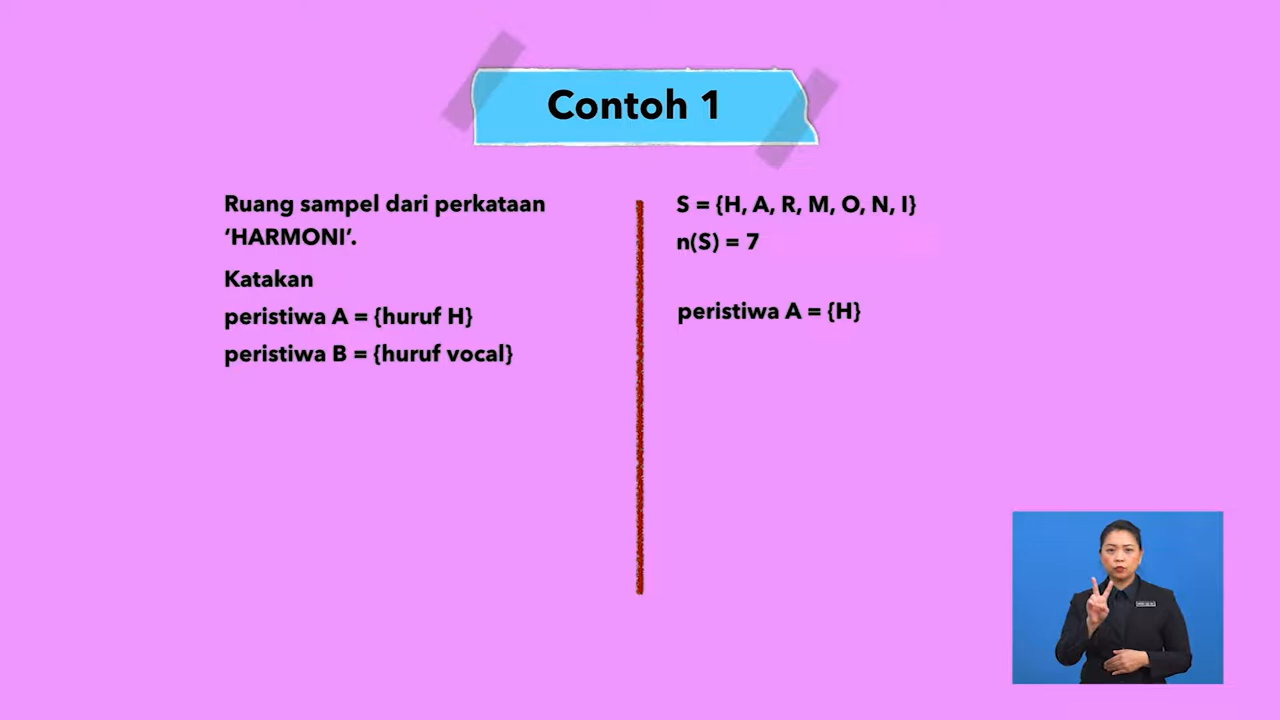 Contoh 1
Ruang sampel dari perkataan
‘HARMONI’.
Katakan
peristiwa A = {huruf H}
peristiwa B = {huruf vocal}
S = {H, A, R, M, O, N, I}
n(S) = 7
peristiwa A = {H}